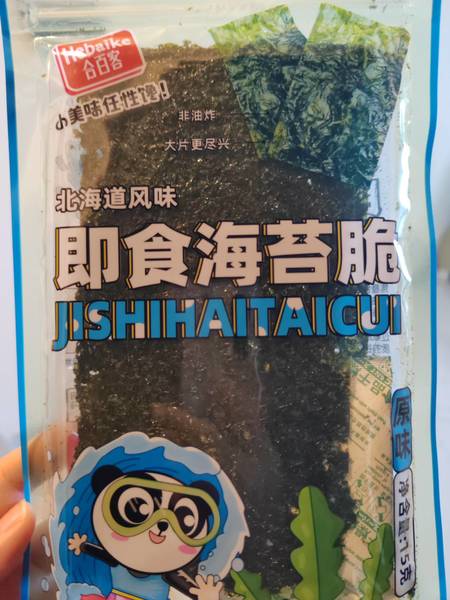 Hebaike
合百客
小美味任性馋!
非油炸
大片更尽兴
北海道风味
即食海苔脆
JISHIHAITAICUI
原味
净含量:15克